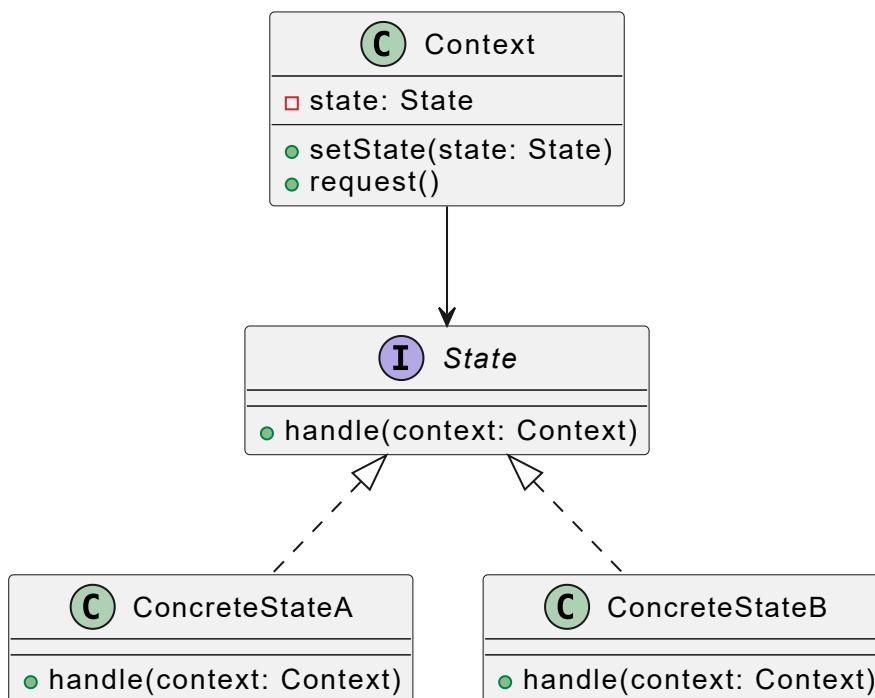 C Context
state: State
setState(state: State)
request()
I State
handle(context: Context)
C ConcreteStateA
handle(context: Context)
C ConcreteStateB
handle(context: Context)